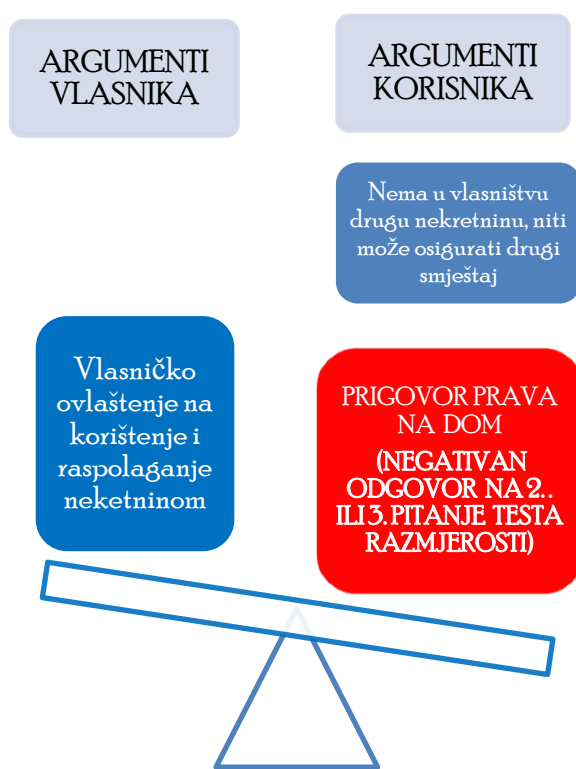 ARGUMENTI
VLASNIKA
ARGUMENTI
KORISNIKA
Nema u vlasništvu
drugu nekretninu, niti
može osigurati drugi
smještaj
Vlasničko
ovlaštenje na
korištenje i
raspolaganje
neketninom
PRIGOVOR PRAVA
NA DOM
(NEGATIVAN
ODGOVOR NA 2..
ILI 3. PITANJE TESTA
RAZMJEROSTI)